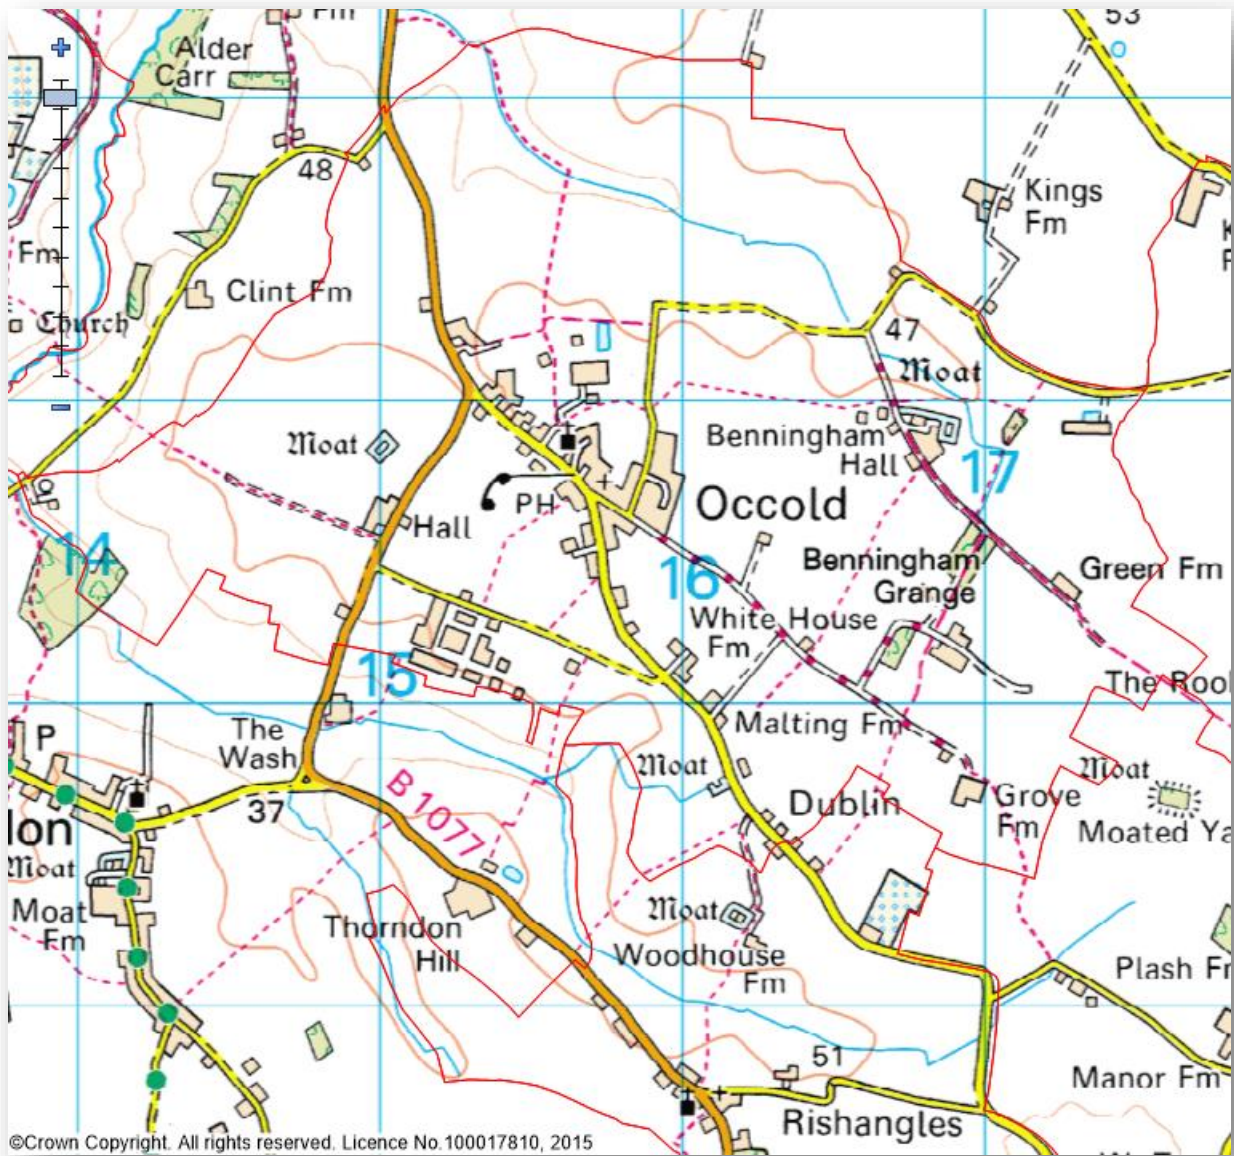 Fm
53
Alder
Carr
48
Kings
Fm
Fm
Clint Fm
Church
47
Moat
Moat
Benningham
Hall
17
PH
Occold
Hall
14
Benningham
Grange
Green Fm
16
White House
Fm
15
The
Malting Fm
P
The
Wash
Moat
Moat
B 1077
Dublin
Grove
Fm
Moated
37
Moat
Moat
Fm
Moat
Thorndon
Hill
Woodhouse
Fm
Plash
51
Manor Fm
Rishangles
©Crown Copyright. All rights reserved. Licence No.100017810, 2015